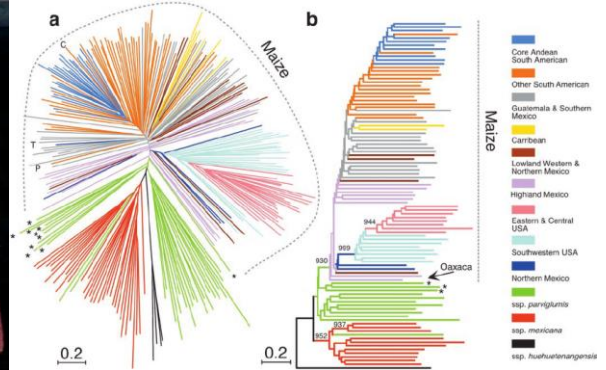 a
b
C
T
P
Maize
*
*
*
*
*
*
*
*
*
0.2
944
999
930
Oaxaca
*
*
*
937
952
0.2
Maize
Core Andean
South American
Other South American
Guatemala & Southern
Mexico
Carribean
Lowland Western &
Northern Mexico
Highland Mexico
Eastern & Central
USA
Southwestern USA
Northern Mexico
ssp. parviglumis
ssp. mexicana
ssp. huehuetenangensis